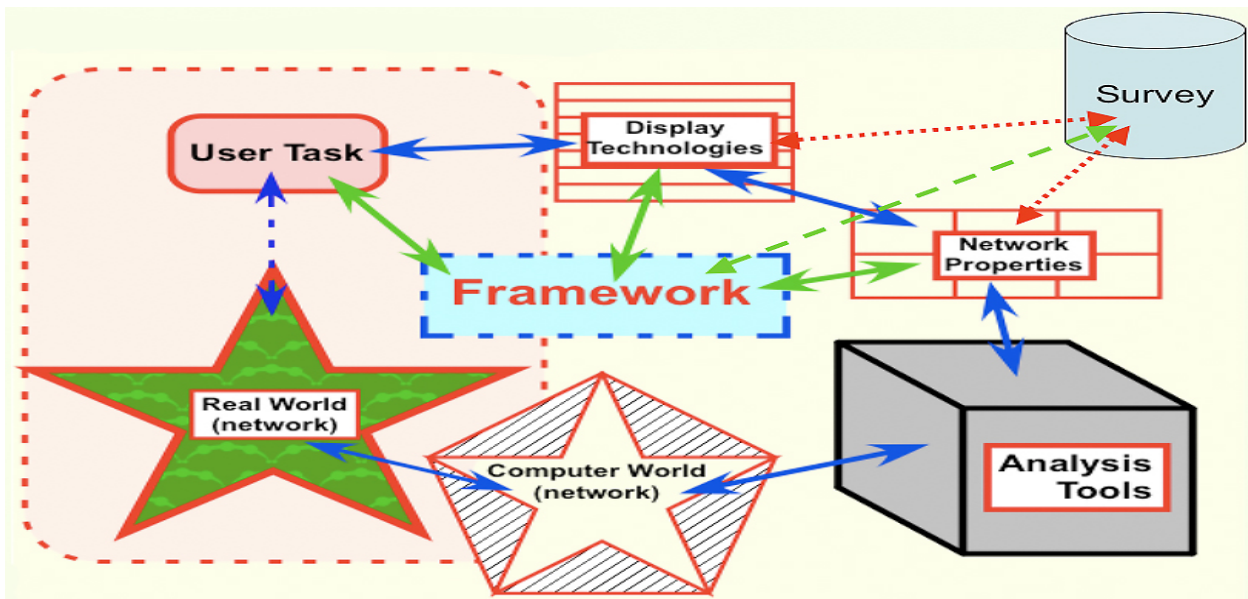 Survey
User Task
Display
Technologies
Network
Properties
Framework
Real World
(network)
Computer World
(network)
Analysis
Tools